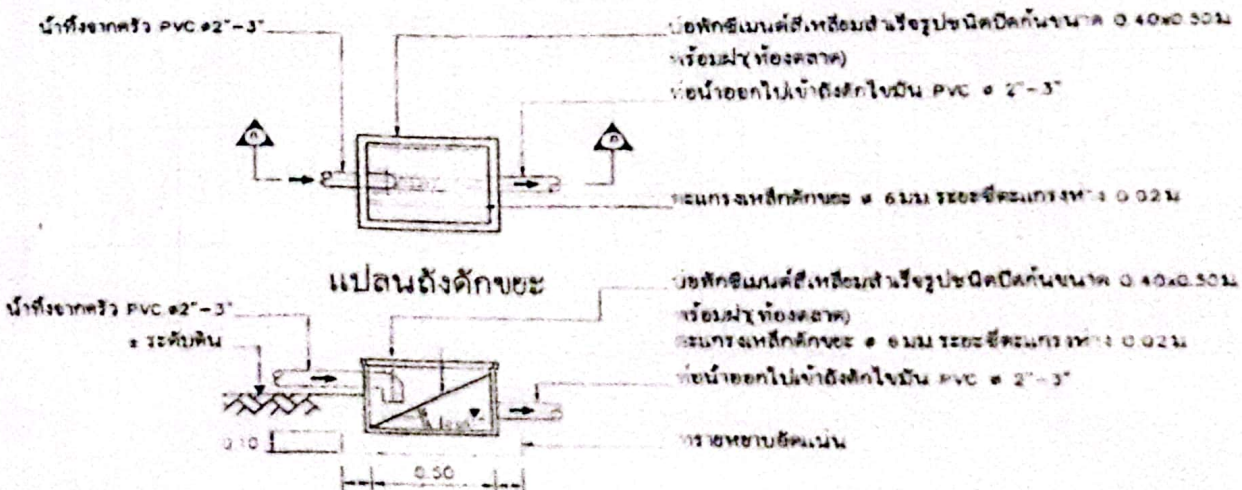 น้ำทิ้งจากครัว PVC.ø2"-3"
บ่อพักซีเมนต์สี่เหลี่ยมสำเร็จรูปชนิดปิดก้นขนาด 0.40x0.50ม
พร้อมฝา(ท้องตลาด)
ท่อน้ำออกไปเข้าถังดักไขมัน PVC ø 2"-3"
ก
ก
ตะแกรงเหล็กดักขยะ ø 6มม ระยะซี่ตะแกรงห่าง 0.02ม
แปลนถังดักขยะ
น้ำทิ้งจากครัว PVC.ø2"-3"
± ระดับดิน
บ่อพักซีเมนต์สี่เหลี่ยมสำเร็จรูปชนิดปิดก้นขนาด 0.40x0.50ม
พร้อมฝา(ท้องตลาด)
ตะแกรงเหล็กดักขยะ ø 6มม ระยะซี่ตะแกรงห่าง 0.02ม
ท่อน้ำออกไปเข้าถังดักไขมัน PVC ø 2"-3"
ทรายหยาบอัดแน่น
0.10
0.50